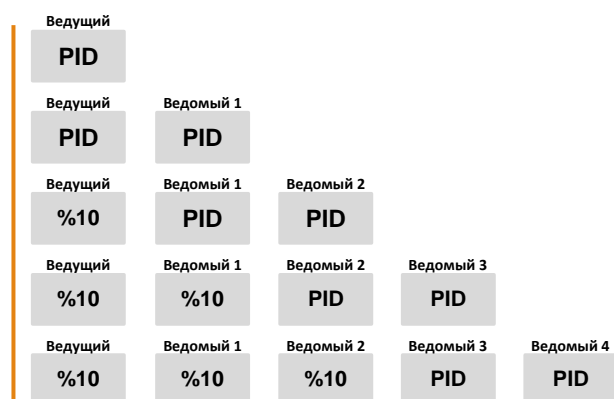 Ведущий
PID
Ведущий Ведомый 1
PID PID
Ведущий Ведомый 1 Ведомый 2
%10 PID PID
Ведущий Ведомый 1 Ведомый 2 Ведомый 3
%10 %10 PID PID
Ведущий Ведомый 1 Ведомый 2 Ведомый 3 Ведомый 4
%10 %10 %10 PID PID